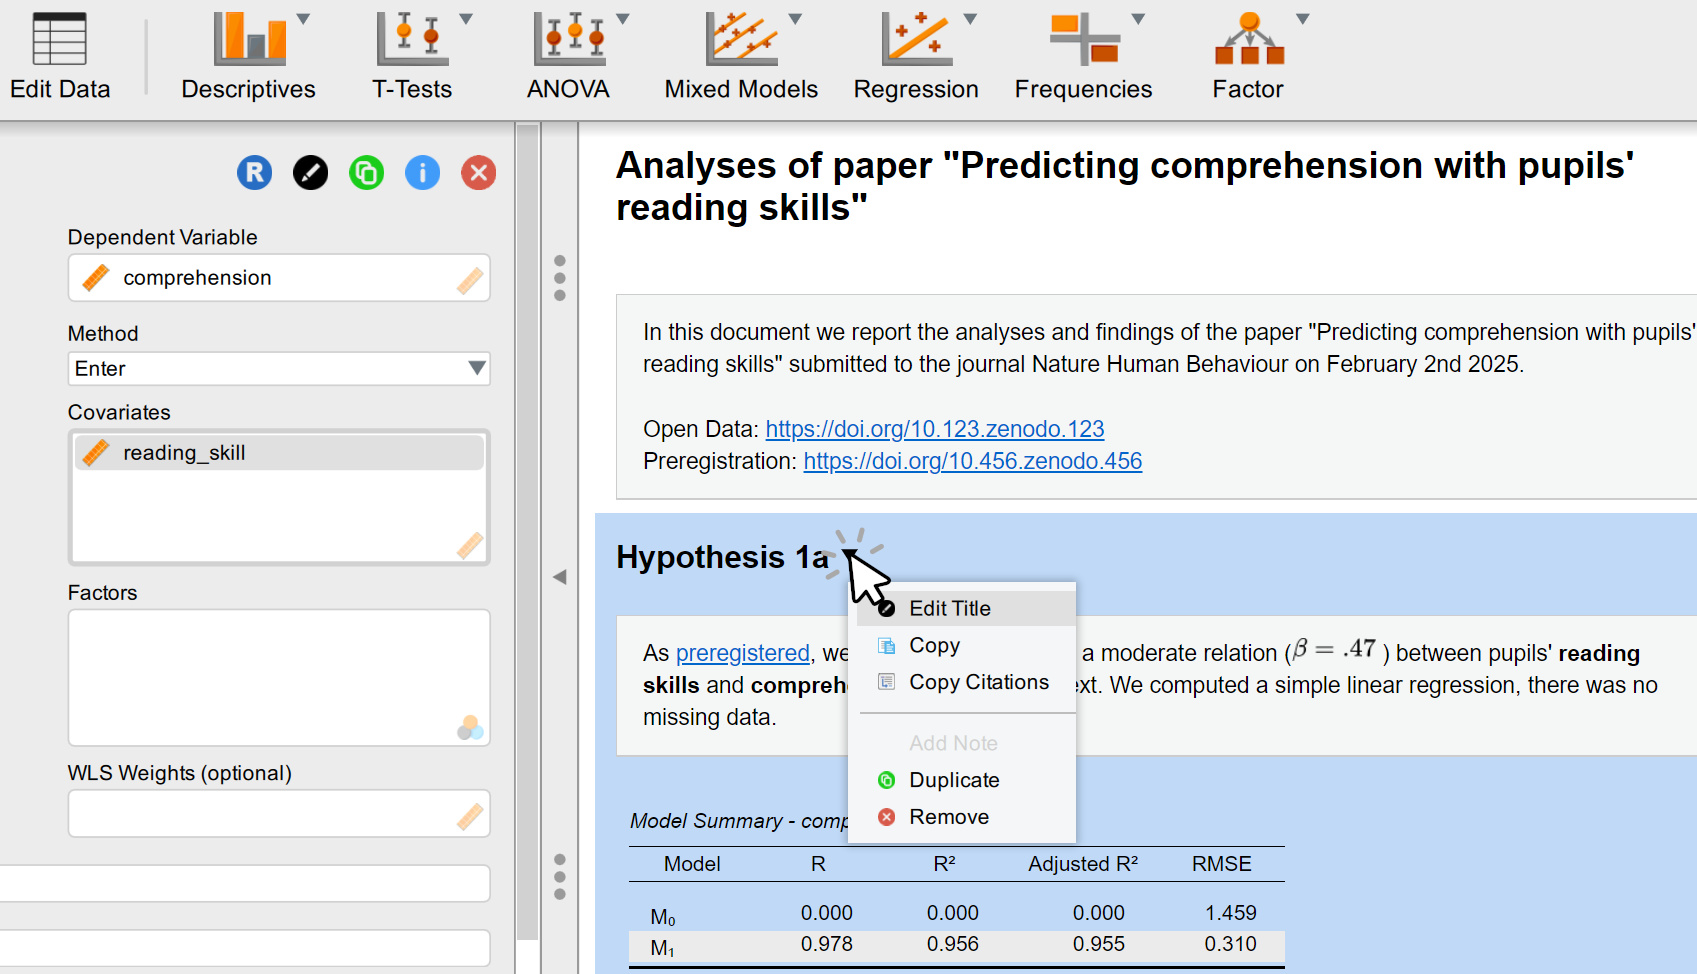 Edit Data
Descriptives
T-Tests
ANOVA
Mixed Models
Regression
Frequencies
Factor
R
i
Dependent Variable
comprehension
Method
Enter
Covariates
reading_skill
Factors
WLS Weights (optional)
Analyses of paper "Predicting comprehension with pupils'
reading skills"
In this document we report the analyses and findings of the paper "Predicting comprehension with pupils'
reading skills" submitted to the journal Nature Human Behaviour on February 2nd 2025.
Open Data: https://doi.org/10.123.zenodo.123
Preregistration: https://doi.org/10.456.zenodo.456
Hypothesis 1a
Edit Title
Copy
Copy Citations
Add Note
Duplicate
Remove
As preregistered, we a moderate relation (β = .47 ) between pupils' reading
skills and compreh xt. We computed a simple linear regression, there was no
missing data.
Model Summary - comp
Model R R² Adjusted R² RMSE
M₀ 0.000 0.000 0.000 1.459
M₁ 0.978 0.956 0.955 0.310